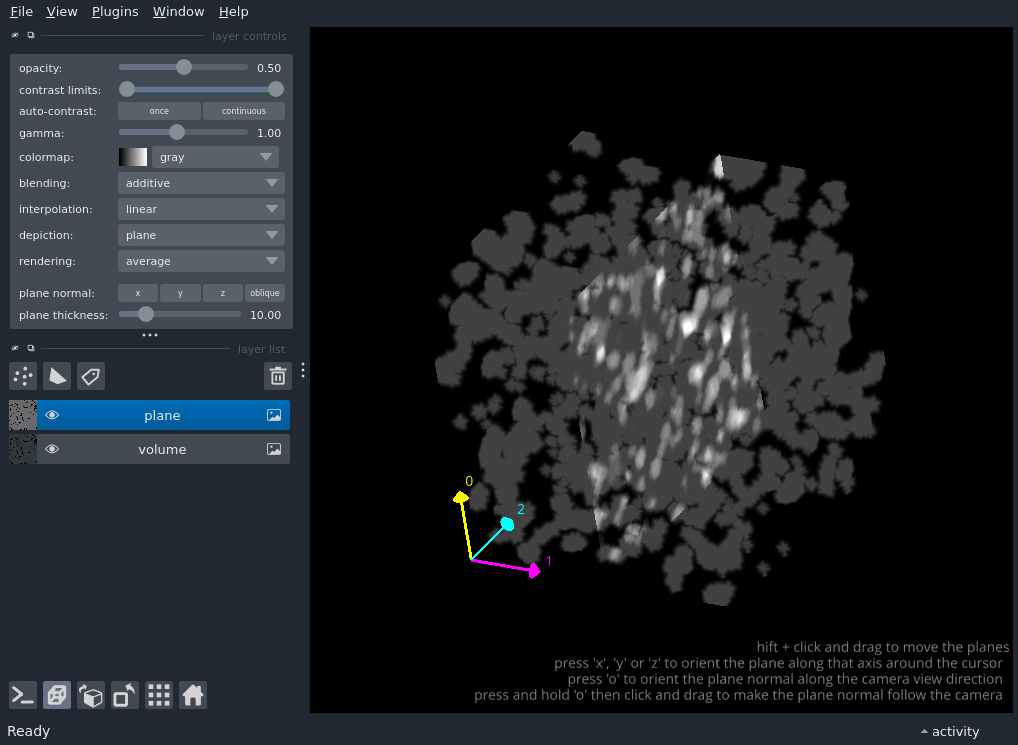 File View Plugins Window Help
layer controls
opacity: 0.50
contrast limits:
auto-contrast: once continuous
gamma: 1.00
colormap: gray
blending: additive
interpolation: linear
depiction: plane
rendering: average
plane normal: x y z oblique
plane thickness: 10.00
layer list
plane
volume
0
2
1
hift + click and drag to move the planes
press 'x', 'y' or 'z' to orient the plane along that axis around the cursor
press 'o' to orient the plane normal along the camera view direction
press and hold 'o' then click and drag to make the plane normal follow the camera
Ready activity